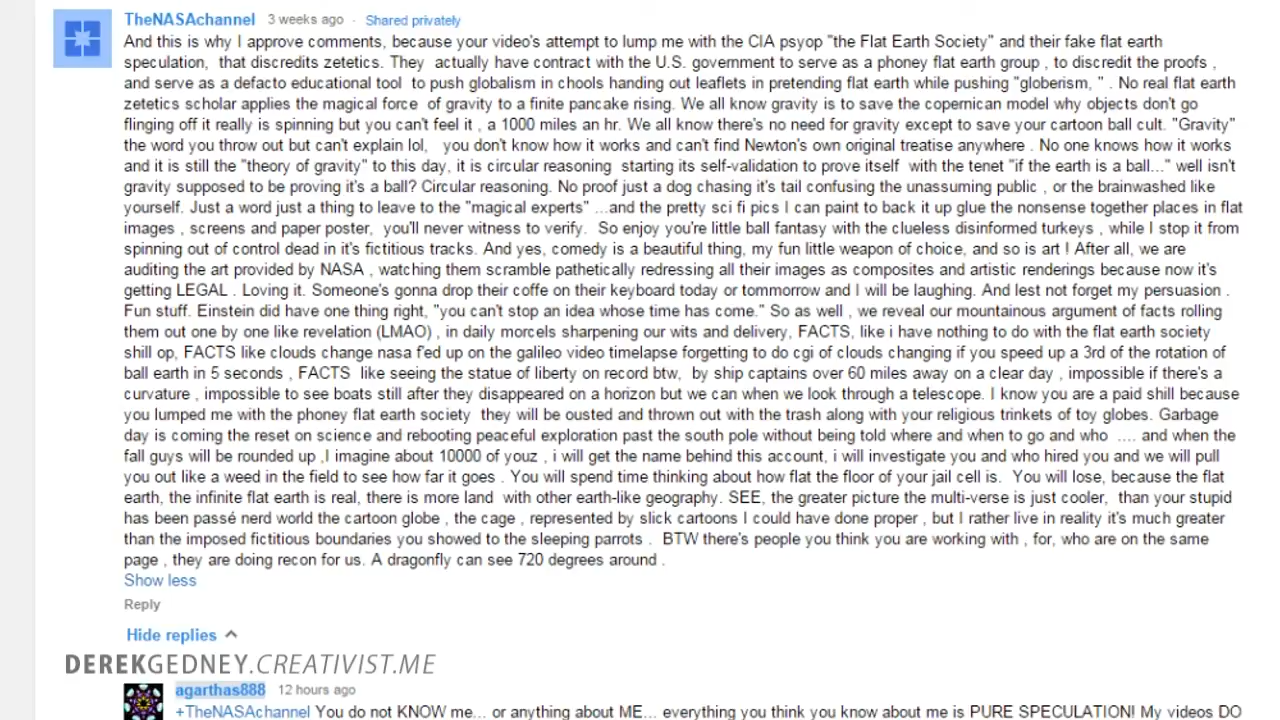 TheNASAchannel 3 weeks ago · Shared privately
And this is why I approve comments, because your video's attempt to lump me with the CIA psyop "the Flat Earth Society" and their fake flat earth
speculation, that discredits zetetics. They actually have contract with the U.S. government to serve as a phoney flat earth group , to discredit the proofs ,
and serve as a defacto educational tool to push globalism in chools handing out leaflets in pretending flat earth while pushing "globerism, " . No real flat earth
zetetics scholar applies the magical force of gravity to a finite pancake rising. We all know gravity is to save the copernican model why objects don't go
flinging off it really is spinning but you can't feel it , a 1000 miles an hr. We all know there's no need for gravity except to save your cartoon ball cult. "Gravity"
the word you throw out but can't explain lol, you don't know how it works and can't find Newton's own original treatise anywhere . No one knows how it works
and it is still the "theory of gravity" to this day, it is circular reasoning starting its self-validation to prove itself with the tenet "if the earth is a ball..." well isn't
gravity supposed to be proving it's a ball? Circular reasoning. No proof just a dog chasing it's tail confusing the unassuming public , or the brainwashed like
yourself. Just a word just a thing to leave to the "magical experts" ...and the pretty sci fi pics I can paint to back it up glue the nonsense together places in flat
images , screens and paper poster, you'll never witness to verify. So enjoy you're little ball fantasy with the clueless disinformed turkeys , while I stop it from
spinning out of control dead in it's fictitious tracks. And yes, comedy is a beautiful thing, my fun little weapon of choice, and so is art ! After all, we are
auditing the art provided by NASA , watching them scramble pathetically redressing all their images as composites and artistic renderings because now it's
getting LEGAL . Loving it. Someone's gonna drop their coffe on their keyboard today or tommorrow and I will be laughing. And lest not forget my persuasion .
Fun stuff. Einstein did have one thing right, "you can't stop an idea whose time has come." So as well , we reveal our mountainous argument of facts rolling
them out one by one like revelation (LMAO) , in daily morcels sharpening our wits and delivery, FACTS, like i have nothing to do with the flat earth society
shill op, FACTS like clouds change nasa f'ed up on the galileo video timelapse forgetting to do cgi of clouds changing if you speed up a 3rd of the rotation of
ball earth in 5 seconds , FACTS like seeing the statue of liberty on record btw, by ship captains over 60 miles away on a clear day , impossible if there's a
curvature , impossible to see boats still after they disappeared on a horizon but we can when we look through a telescope. I know you are a paid shill because
you lumped me with the phoney flat earth society they will be ousted and thrown out with the trash along with your religious trinkets of toy globes. Garbage
day is coming the reset on science and rebooting peaceful exploration past the south pole without being told where and when to go and who .... and when the
fall guys will be rounded up ,I imagine about 10000 of youz , i will get the name behind this account, i will investigate you and who hired you and we will pull
you out like a weed in the field to see how far it goes . You will spend time thinking about how flat the floor of your jail cell is. You will lose, because the flat
earth, the infinite flat earth is real, there is more land with other earth-like geography. SEE, the greater picture the multi-verse is just cooler, than your stupid
has been passé nerd world the cartoon globe , the cage , represented by slick cartoons I could have done proper , but I rather live in reality it's much greater
than the imposed fictitious boundaries you showed to the sleeping parrots . BTW there's people you think you are working with , for, who are on the same
page , they are doing recon for us. A dragonfly can see 720 degrees around .
Show less
Reply
Hide replies
DEREKGEDNEY.CREATIVIST.ME
agarthas888 12 hours ago
+TheNASAchannel You do not KNOW me... or anything about ME... everything you think you know about me is PURE SPECULATION! My videos DO